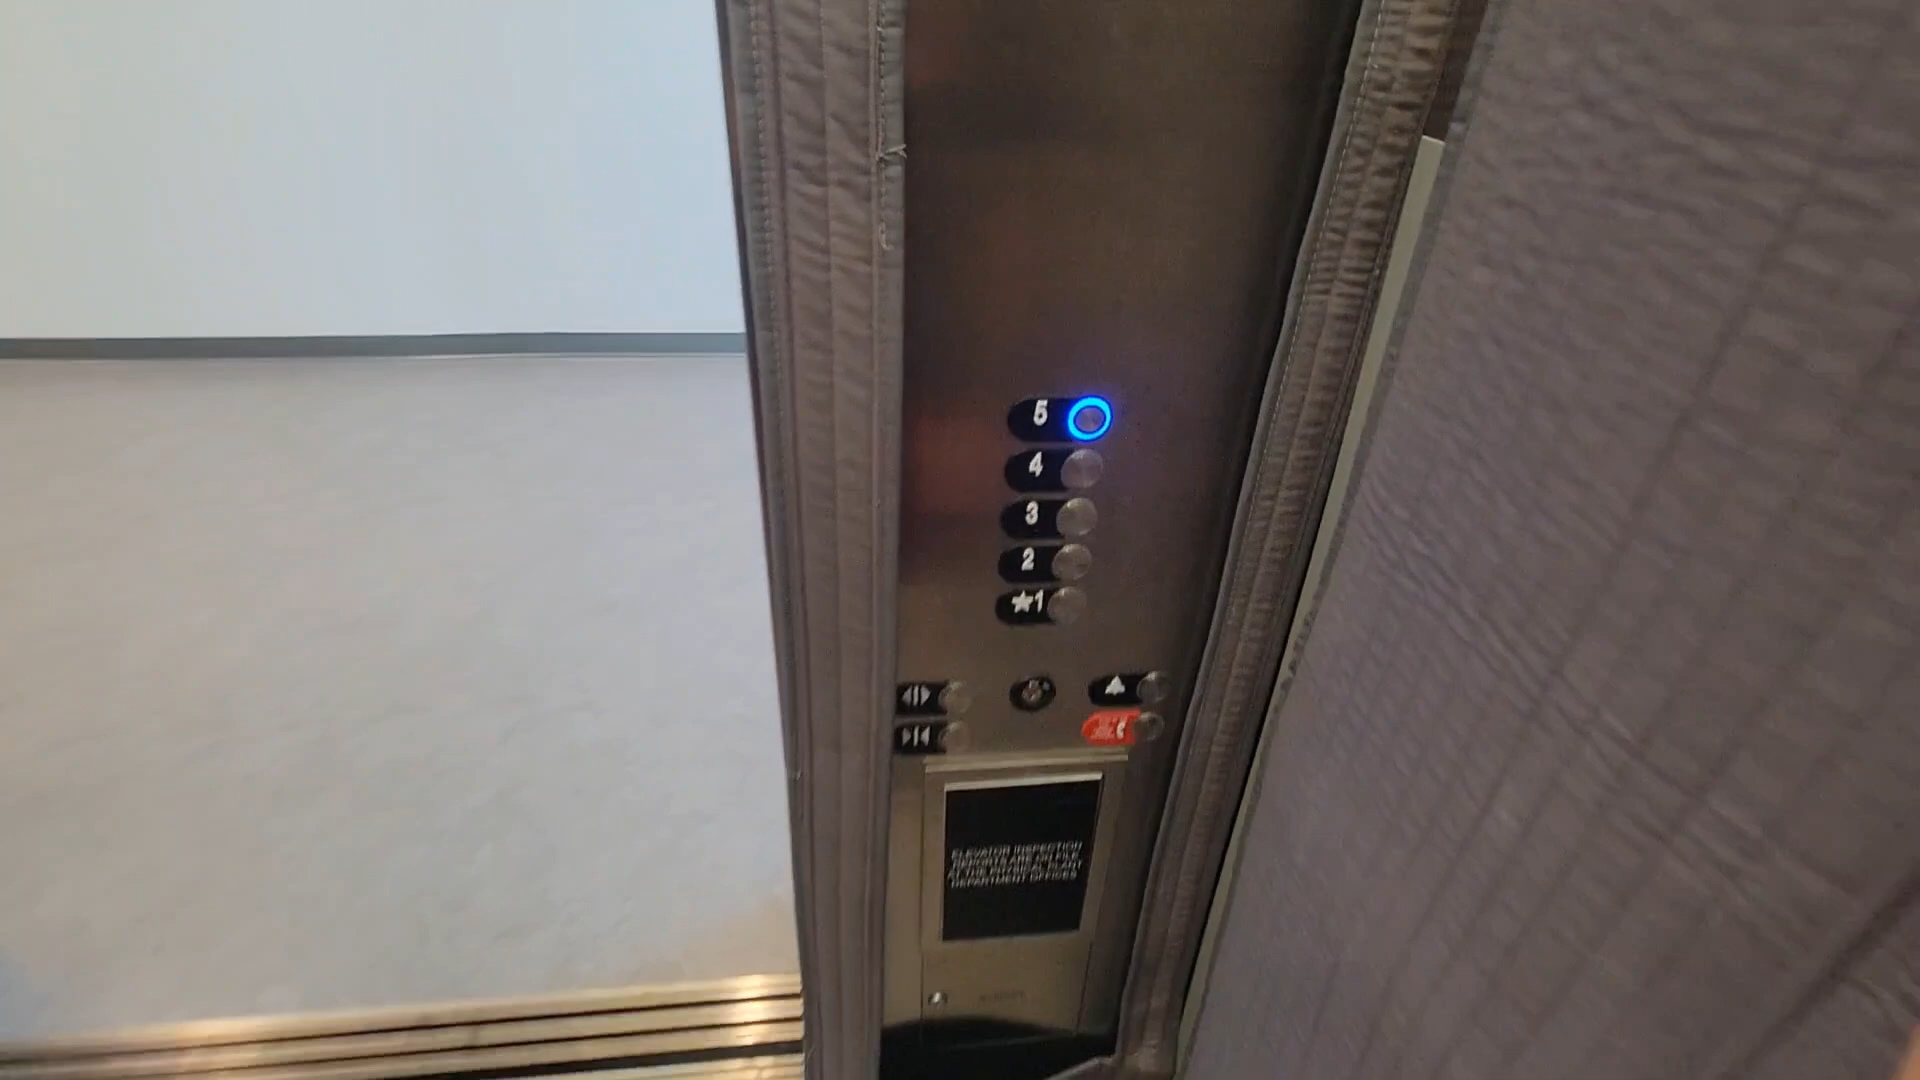 5
4
3
2
★1
ELEVATOR INSPECTION
REPORTS ARE ON FILE
AT THE PHYSICAL PLANT
DEPARTMENT OFFICES